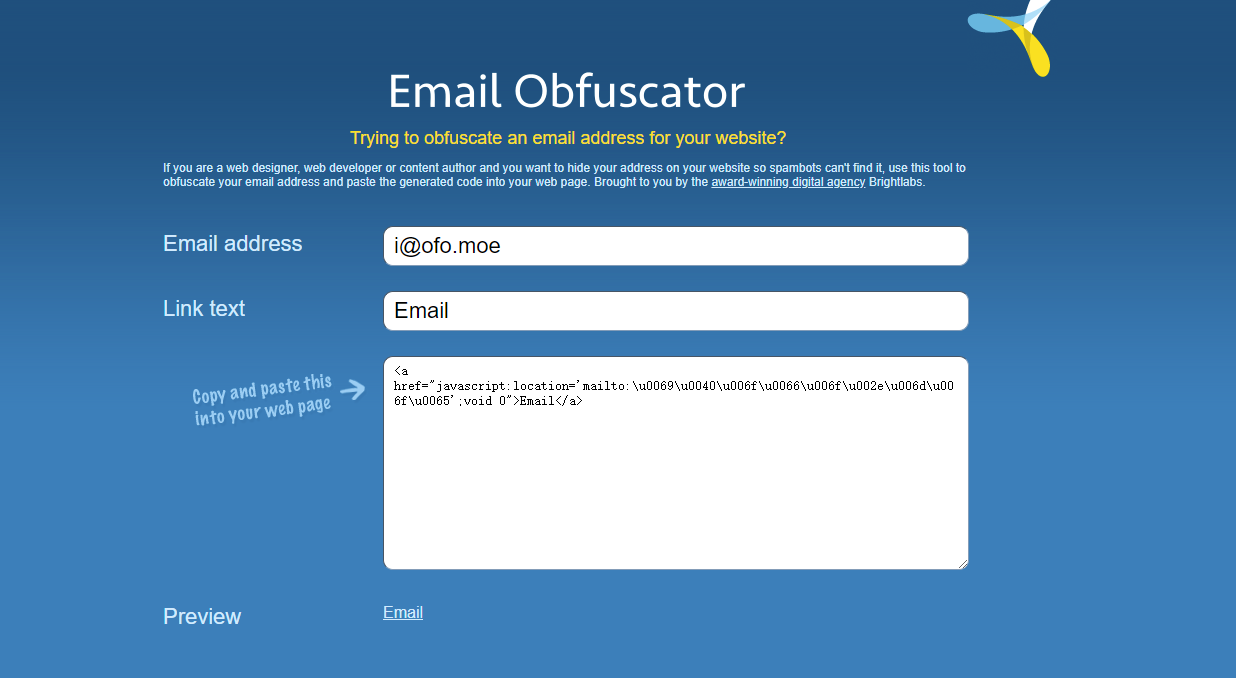 Email Obfuscator
Trying to obfuscate an email address for your website?
If you are a web designer, web developer or content author and you want to hide your address on your website so spambots can't find it, use this tool to
obfuscate your email address and paste the generated code into your web page. Brought to you by the award-winning digital agency Brightlabs.
Email address
i@ofo.moe
Link text
Email
Copy and paste this
into your web page
<a
href="javascript:location='mailto:\u0069\u0040\u006f\u0066\u006f\u002e\u006d\u00
6f\u0065';void 0">Email</a>
Preview
Email